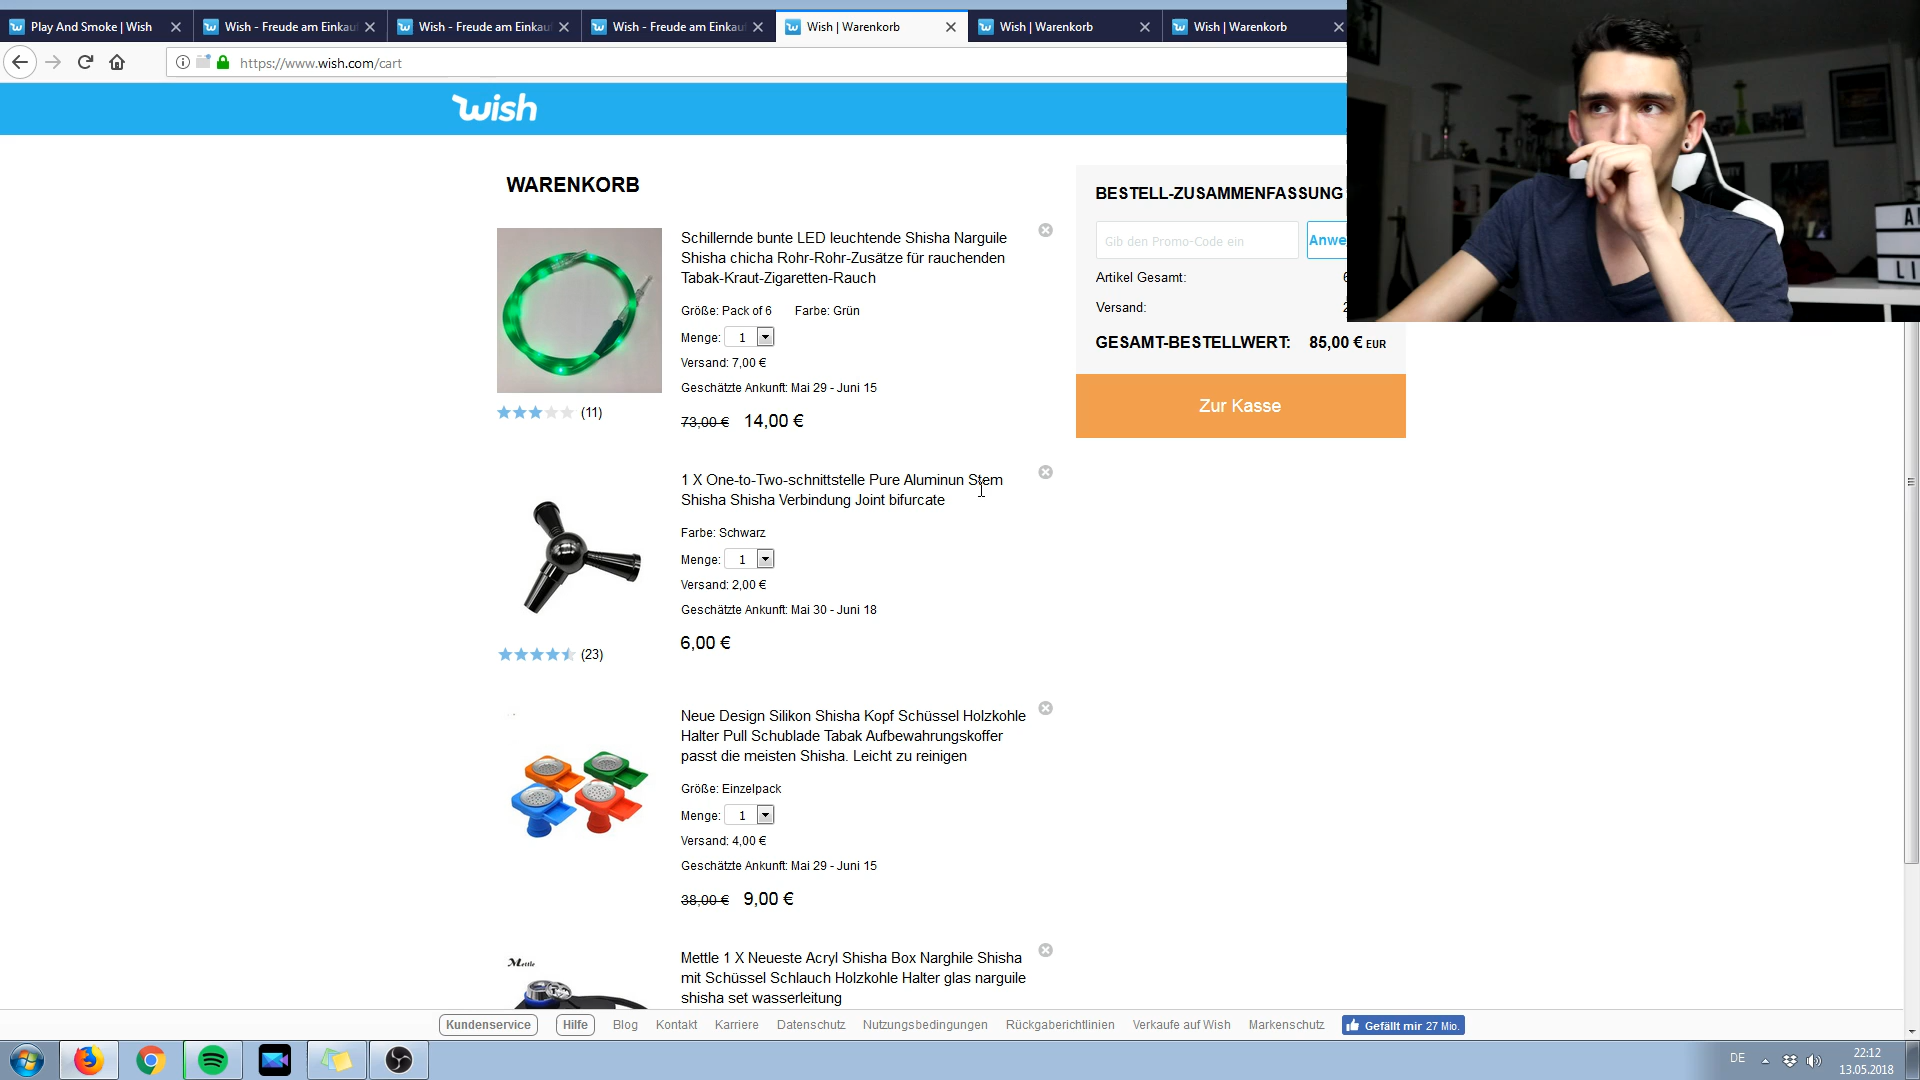 Play And Smoke | Wish
Wish - Freude am Einkau
Wish - Freude am Einkau
Wish - Freude am Einkau
Wish | Warenkorb
Wish | Warenkorb
Wish | Warenkorb
https://www.wish.com/cart
wish
WARENKORB
Schillernde bunte LED leuchtende Shisha Narguile
Shisha chicha Rohr-Rohr-Zusätze für rauchenden
Tabak-Kraut-Zigaretten-Rauch
Größe: Pack of 6 Farbe: Grün
Menge: 1
Versand: 7,00 €
Geschätzte Ankunft: Mai 29 - Juni 15
73,00 € 14,00 €
(11)
1 X One-to-Two-schnittstelle Pure Aluminun Stem
Shisha Shisha Verbindung Joint bifurcate
Farbe: Schwarz
Menge: 1
Versand: 2,00 €
Geschätzte Ankunft: Mai 30 - Juni 18
6,00 €
(23)
Neue Design Silikon Shisha Kopf Schüssel Holzkohle
Halter Pull Schublade Tabak Aufbewahrungskoffer
passt die meisten Shisha. Leicht zu reinigen
Größe: Einzelpack
Menge: 1
Versand: 4,00 €
Geschätzte Ankunft: Mai 29 - Juni 15
38,00 € 9,00 €
Mettle
Mettle 1 X Neueste Acryl Shisha Box Narghile Shisha
mit Schüssel Schlauch Holzkohle Halter glas narguile
shisha set wasserleitung
BESTELL-ZUSAMMENFASSUNG
Gib den Promo-Code ein
Anwe
Artikel Gesamt:
Versand:
GESAMT-BESTELLWERT: 85,00 € EUR
Zur Kasse
Kundenservice
Hilfe
Blog
Kontakt
Karriere
Datenschutz
Nutzungsbedingungen
Rückgaberichtlinien
Verkaufe auf Wish
Markenschutz
Gefällt mir 27 Mio.
DE
22:12
13.05.2018